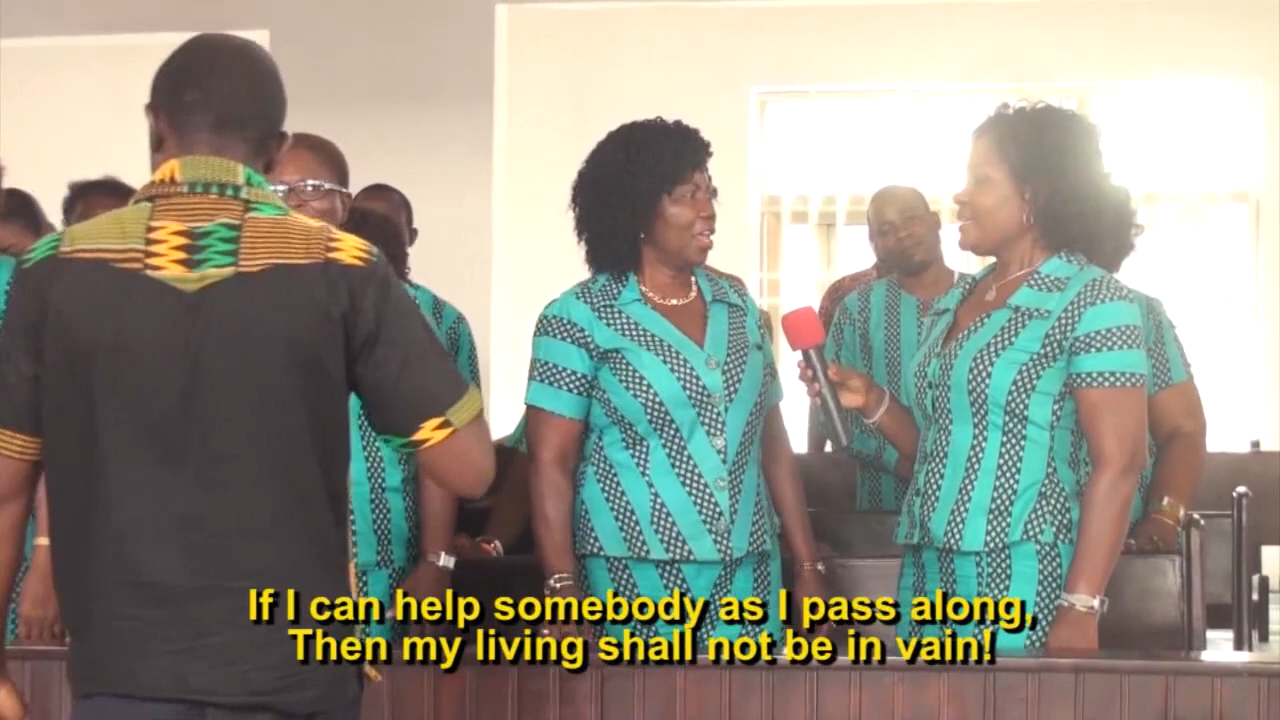 If I can help somebody as I pass along,
Then my living shall not be in vain!